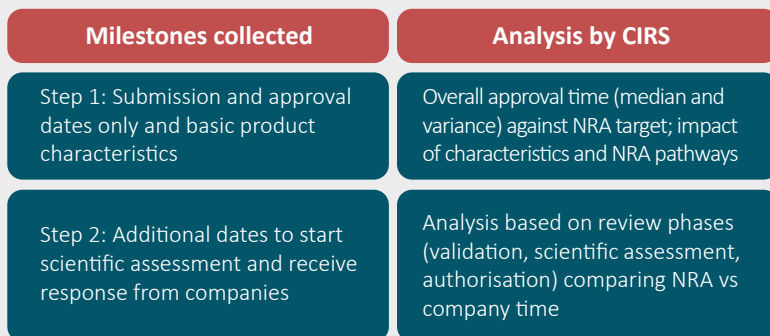 Milestones collected
Analysis by CIRS
Step 1: Submission and approval
dates only and basic product
characteristics
Overall approval time (median and
variance) against NRA target; impact
of characteristics and NRA pathways
Step 2: Additional dates to start
scientific assessment and receive
response from companies
Analysis based on review phases
(validation, scientific assessment,
authorisation) comparing NRA vs
company time